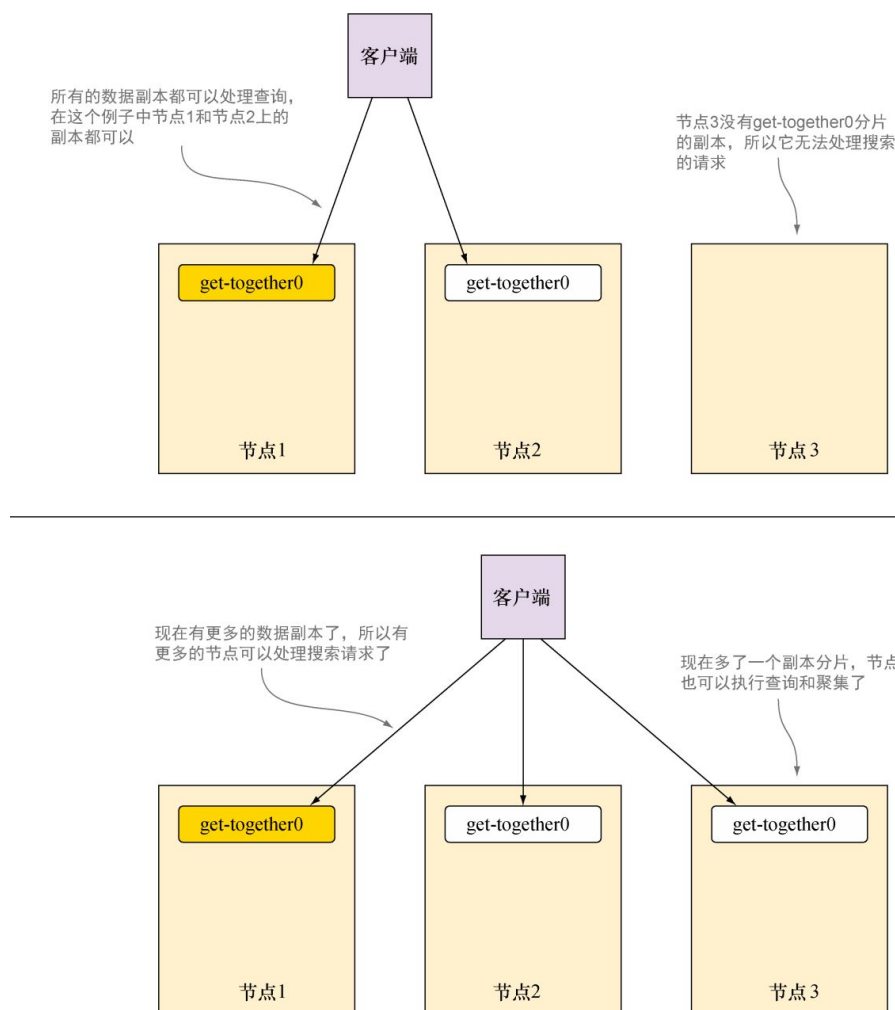 客户端
所有的数据副本都可以处理查询，
在这个例子中节点1和节点2上的
副本都可以
节点3没有get-together0分片
的副本，所以它无法处理搜索
的请求
get-together0
get-together0
节点1
节点2
节点3
客户端
现在有更多的数据副本了，所以有
更多的节点可以处理搜索请求了
现在多了一个副本分片，节点
也可以执行查询和聚集了
get-together0
get-together0
get-together0
节点1
节点2
节点3